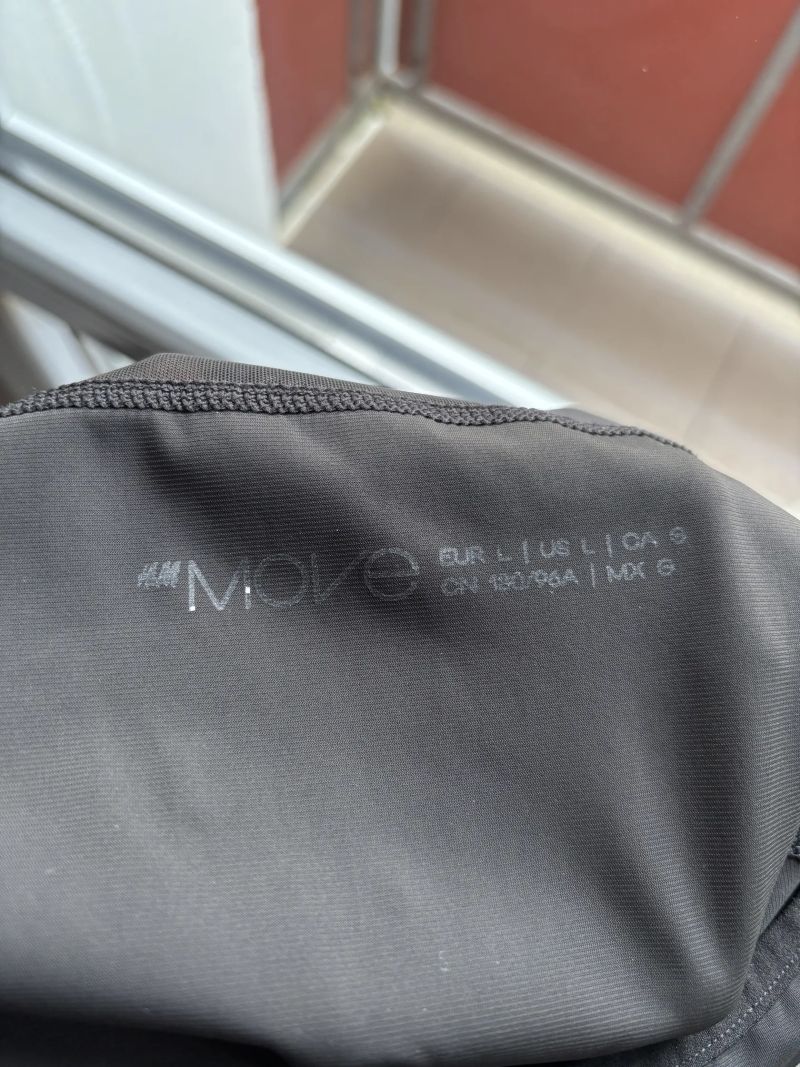 H&M MOVE
EUR L | US L | CA
CN 180/96A | MX G